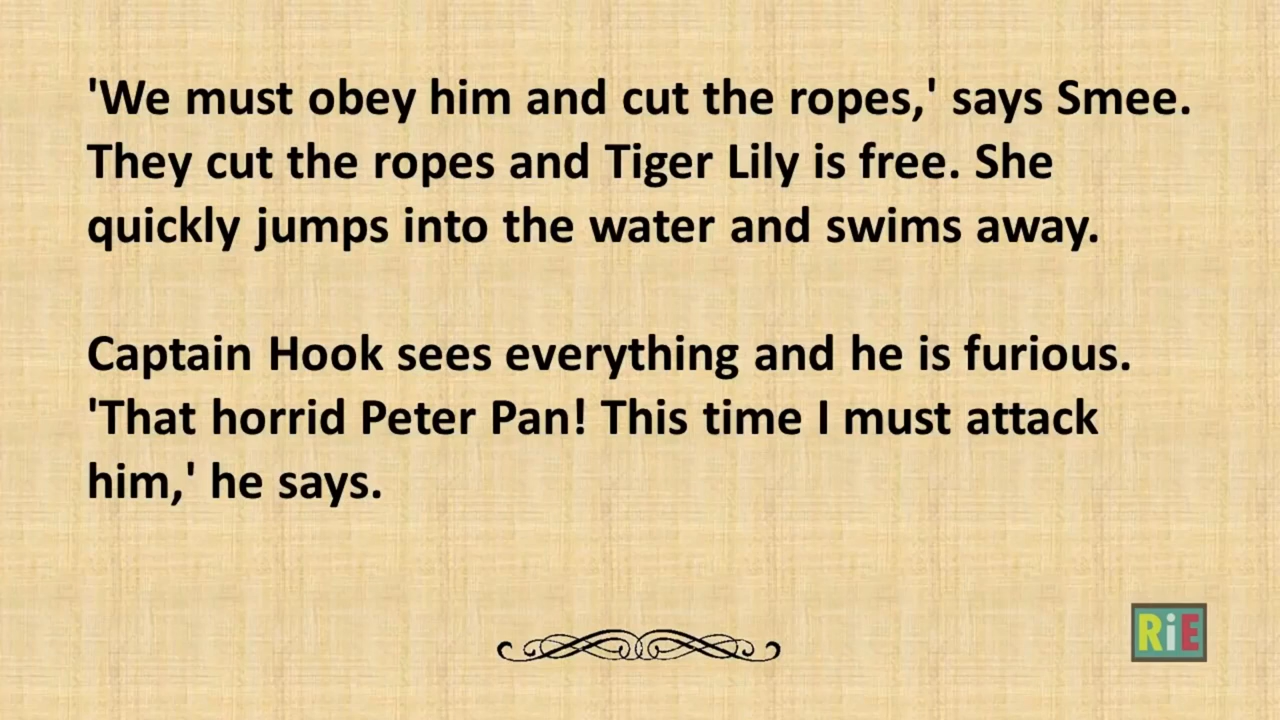 'We must obey him and cut the ropes,' says Smee.
They cut the ropes and Tiger Lily is free. She
quickly jumps into the water and swims away.
Captain Hook sees everything and he is furious.
'That horrid Peter Pan! This time I must attack
him,' he says.
RiE